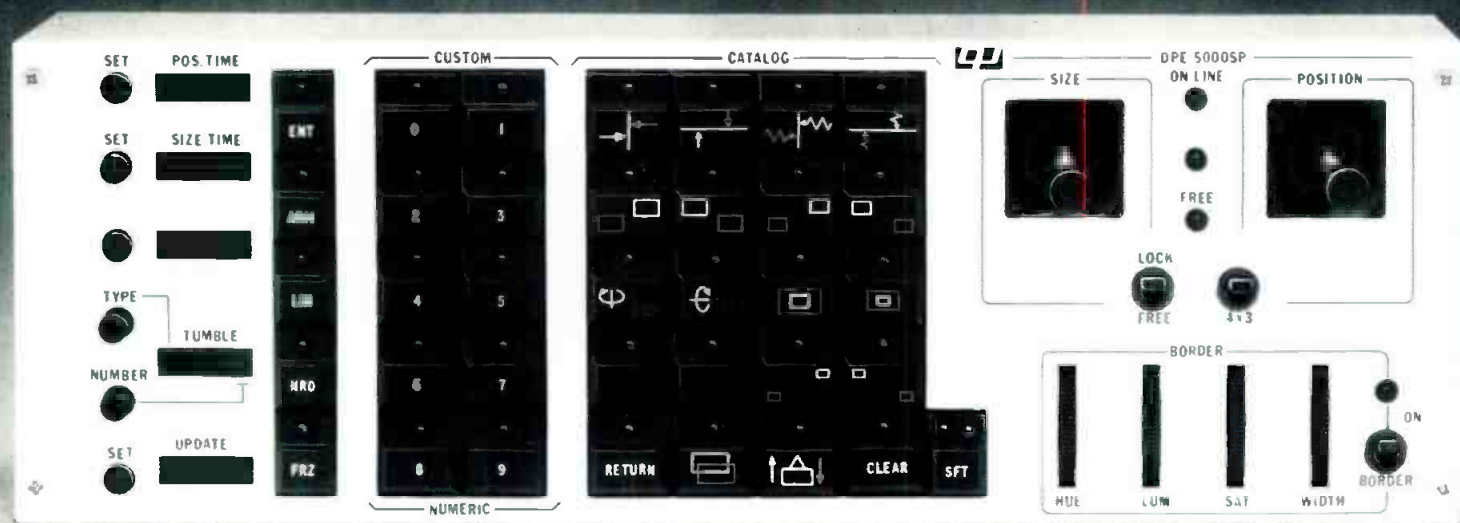 SET POS. TIME
SET SIZE TIME
TYPE
TUMBLE
NUMBER
SET UPDATE
ENT
FRZ
CUSTOM
0 1
2 3
4 5
6 7
8 9
NUMERIC
CATALOG
RETURN
CLEAR
SFT
DPE 5000SP
SIZE
ON LINE
POSITION
FREE
LOCK
FREE
4x3
BORDER
ON
BORDER
HUE LUM SAT WIDTH